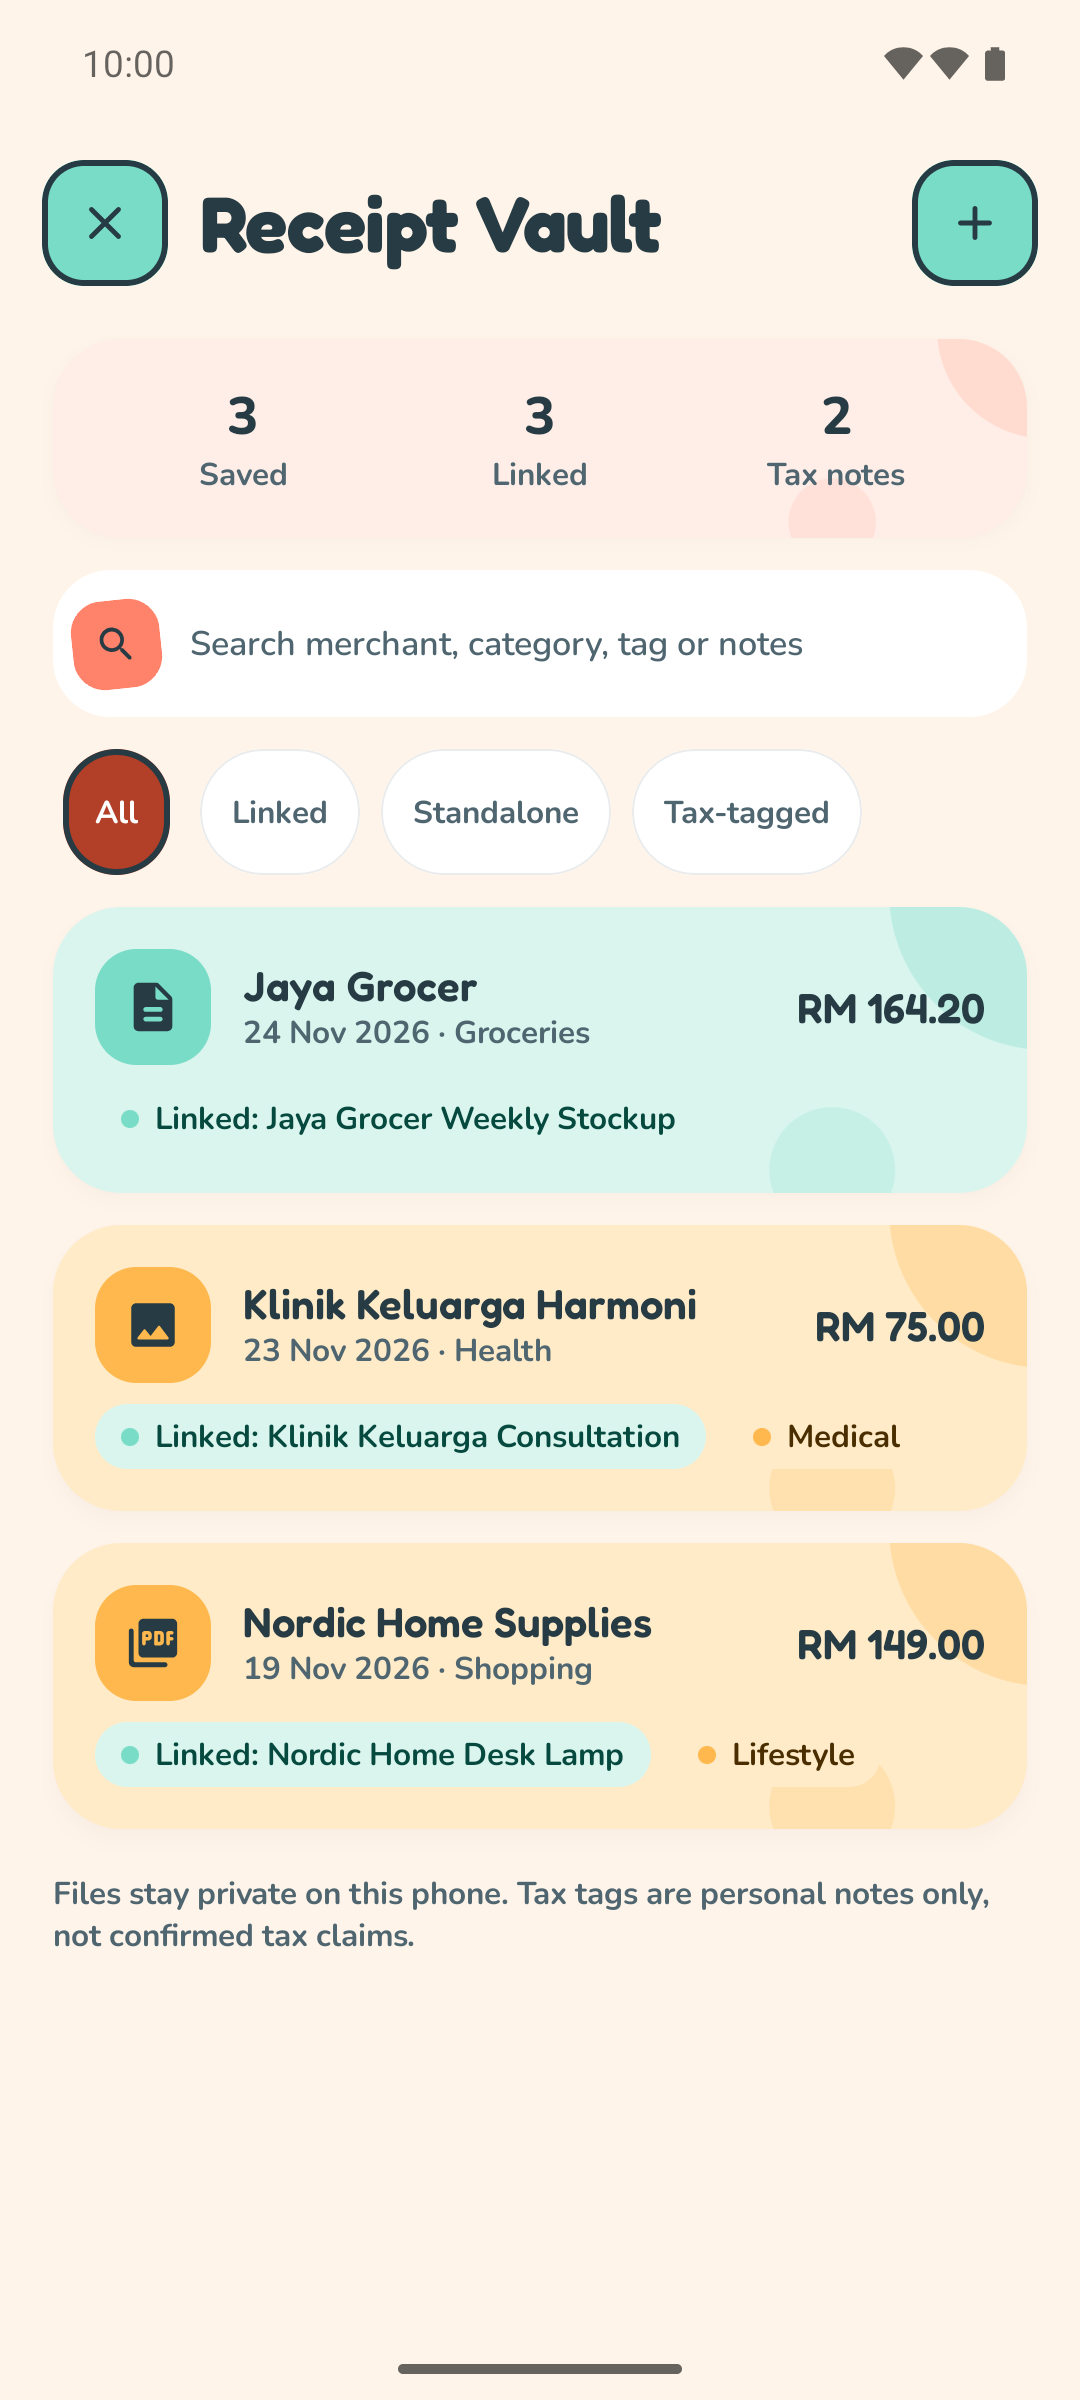 10:00
Receipt Vault
3
Saved
3
Linked
2
Tax notes
Search merchant, category, tag or notes
All
Linked
Standalone
Tax-tagged
Jaya Grocer
24 Nov 2026 · Groceries
RM 164.20
Linked: Jaya Grocer Weekly Stockup
Klinik Keluarga Harmoni
23 Nov 2026 · Health
RM 75.00
Linked: Klinik Keluarga Consultation
Medical
PDF
Nordic Home Supplies
19 Nov 2026 · Shopping
RM 149.00
Linked: Nordic Home Desk Lamp
Lifestyle
Files stay private on this phone. Tax tags are personal notes only,
not confirmed tax claims.